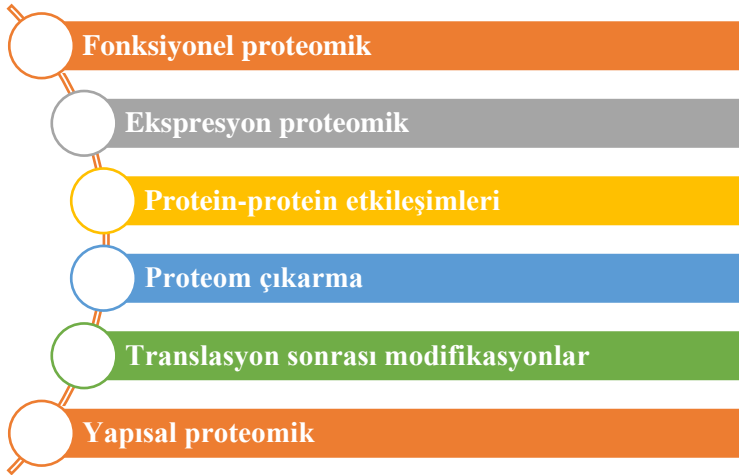 Fonksiyonel proteomik
Ekspresyon proteomik
Protein-protein etkileşimleri
Proteom çıkarma
Translasyon sonrası modifikasyonlar
Yapısal proteomik